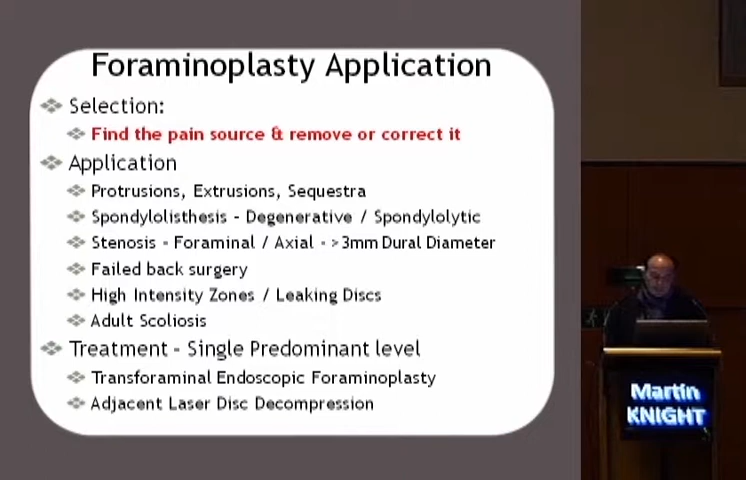 Foraminoplasty Application
Selection:
Find the pain source & remove or correct it
Application
Protrusions, Extrusions, Sequestra
Spondylolisthesis - Degenerative / Spondylolytic
Stenosis - Foraminal / Axial - >3mm Dural Diameter
Failed back surgery
High Intensity Zones / Leaking Discs
Adult Scoliosis
Treatment - Single Predominant level
Transforaminal Endoscopic Foraminoplasty
Adjacent Laser Disc Decompression
Martin
KNIGHT